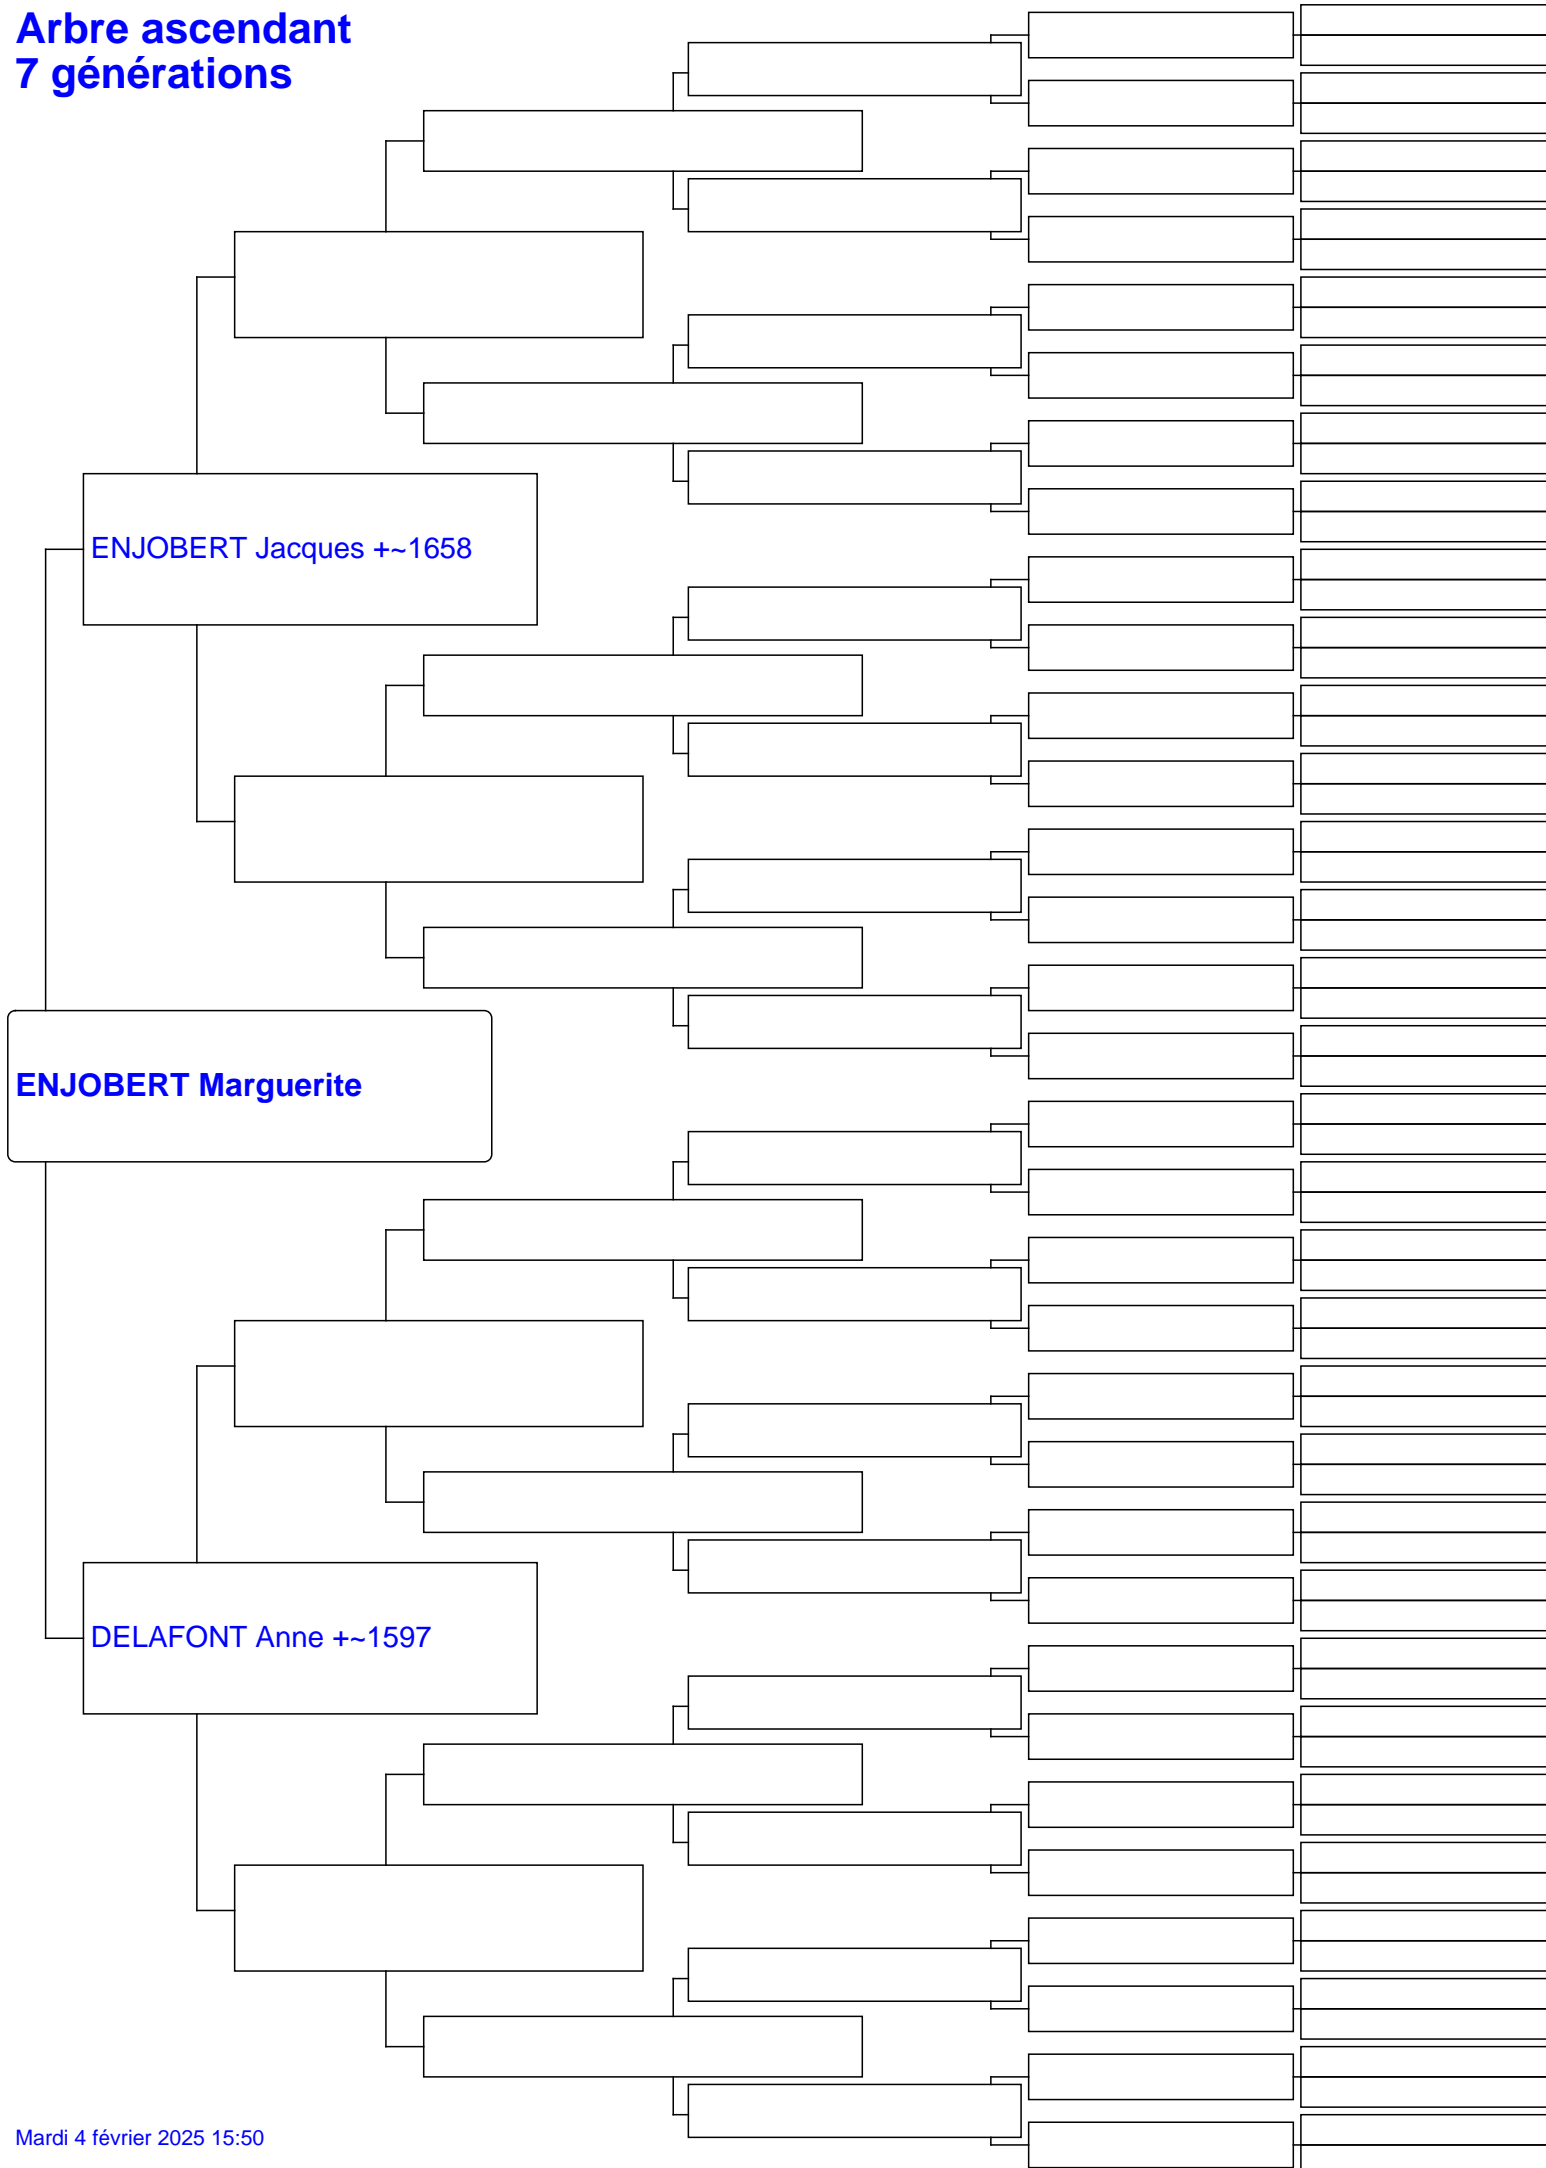 Arbre ascendant
7 générations
ENJOBERT Jacques +~1658
ENJOBERT Marguerite
DELAFONT Anne +~1597
Mardi 4 février 2025 15:50